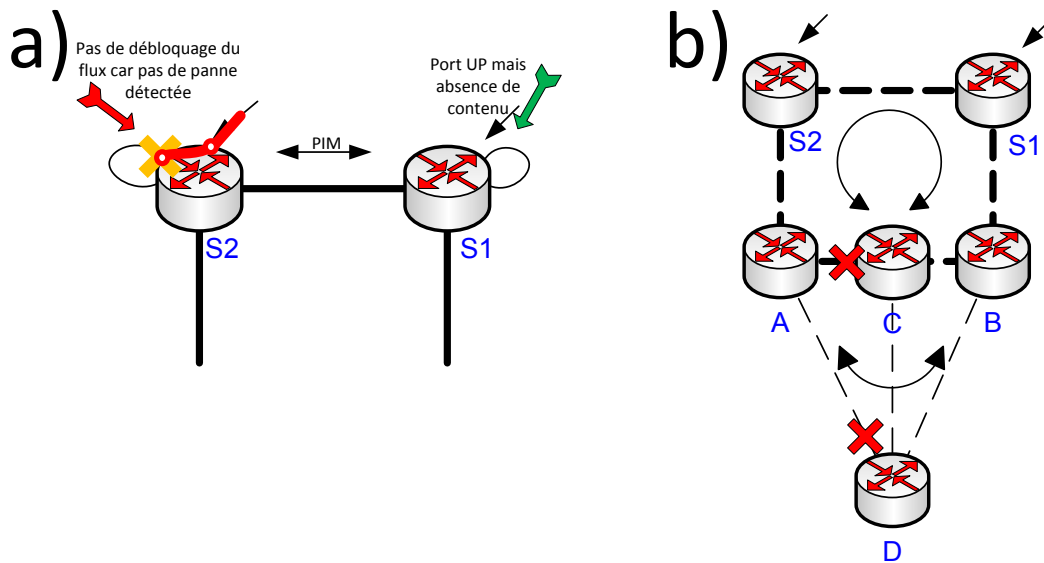 a)
Pas de débloquage du
flux car pas de panne
détectée
Port UP mais
absence de
contenu
PIM
S2
S1
b)
S2
S1
A
C
B
D